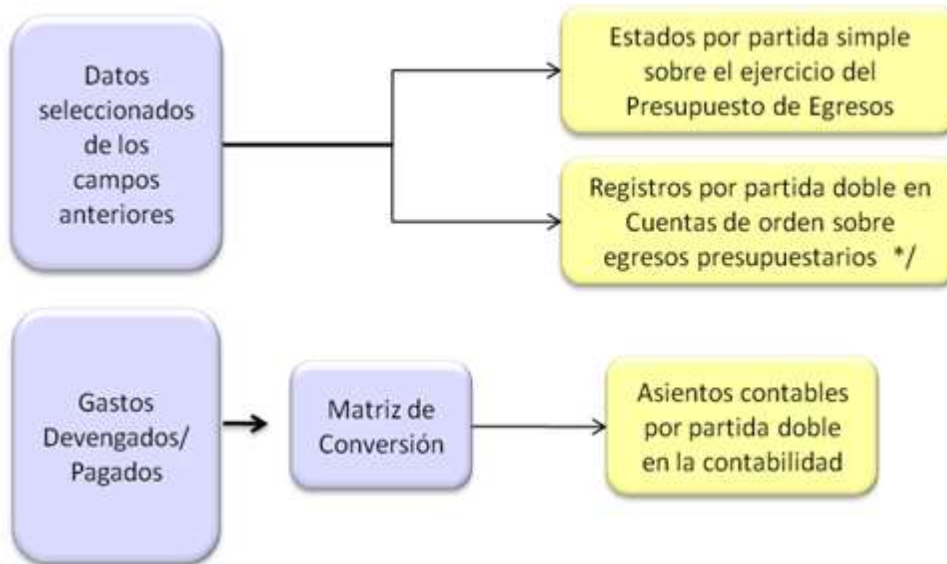 Datos
seleccionados
de los
campos
anteriores
Estados por partida simple
sobre el ejercicio del
Presupuesto de Egresos
Registros por partida doble en
Cuentas de orden sobre
egresos presupuestarios */
Gastos
Devengados/
Pagados
Matriz de
Conversión
Asientos contables
por partida doble
en la contabilidad